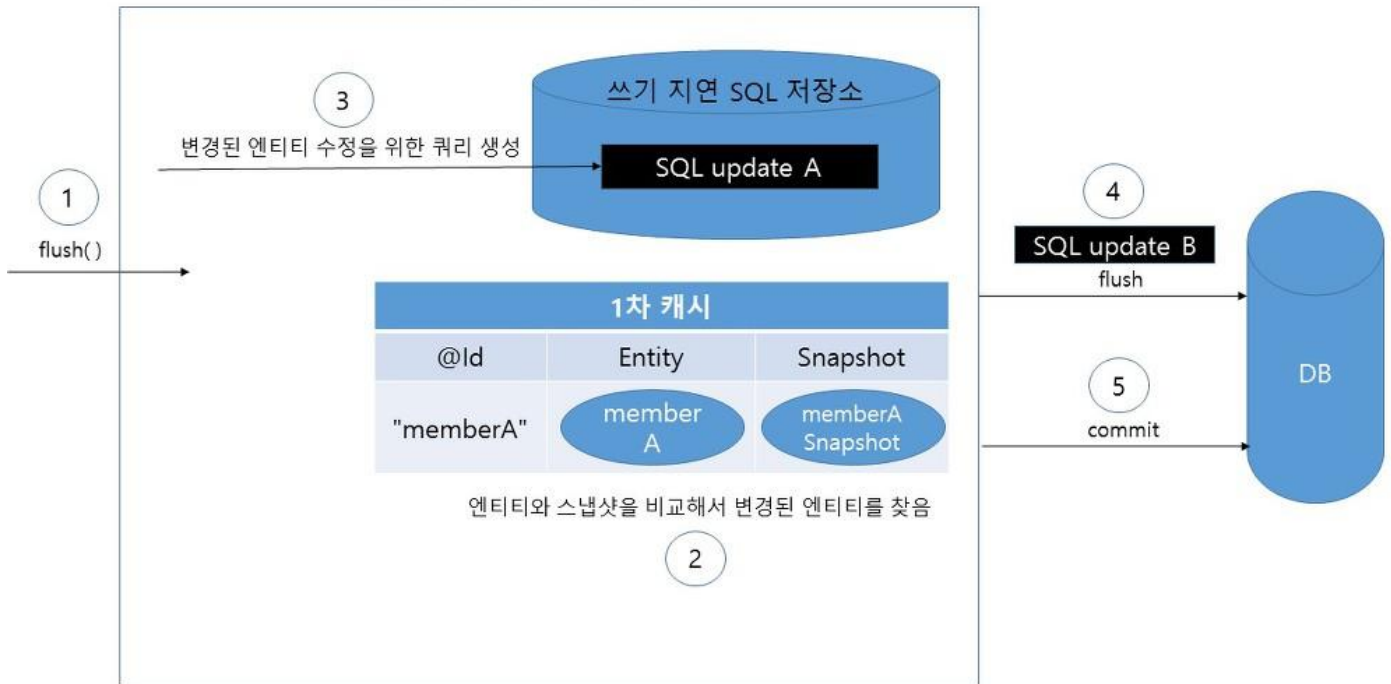 쓰기 지연 SQL 저장소
3
변경된 엔티티 수정을 위한 쿼리 생성
SQL update A
1
flush( )
4
SQL update B
flush
1차 캐시
@Id Entity Snapshot
"memberA"
member
A
memberA
Snapshot
5
commit
DB
엔티티와 스냅샷을 비교해서 변경된 엔티티를 찾음
2